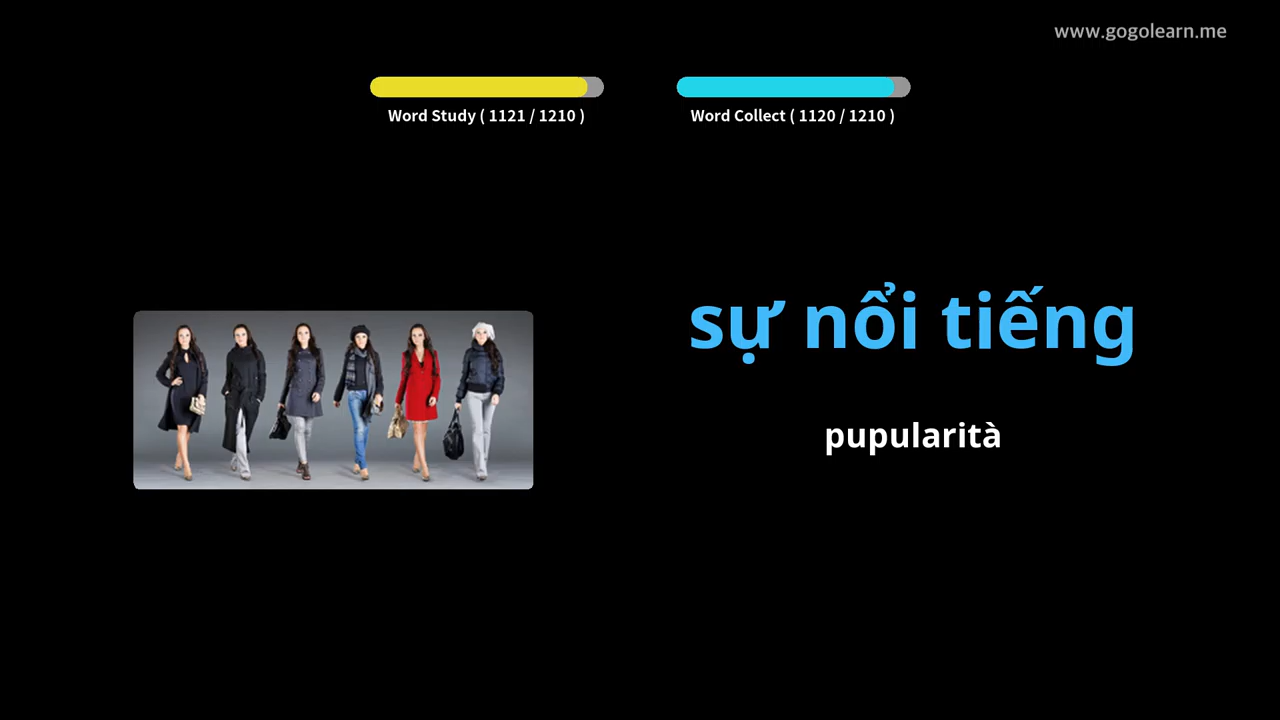 www.gogolearn.me
Word Study ( 1121 / 1210 )
Word Collect ( 1120 / 1210 )
sự nổi tiếng
pupularità